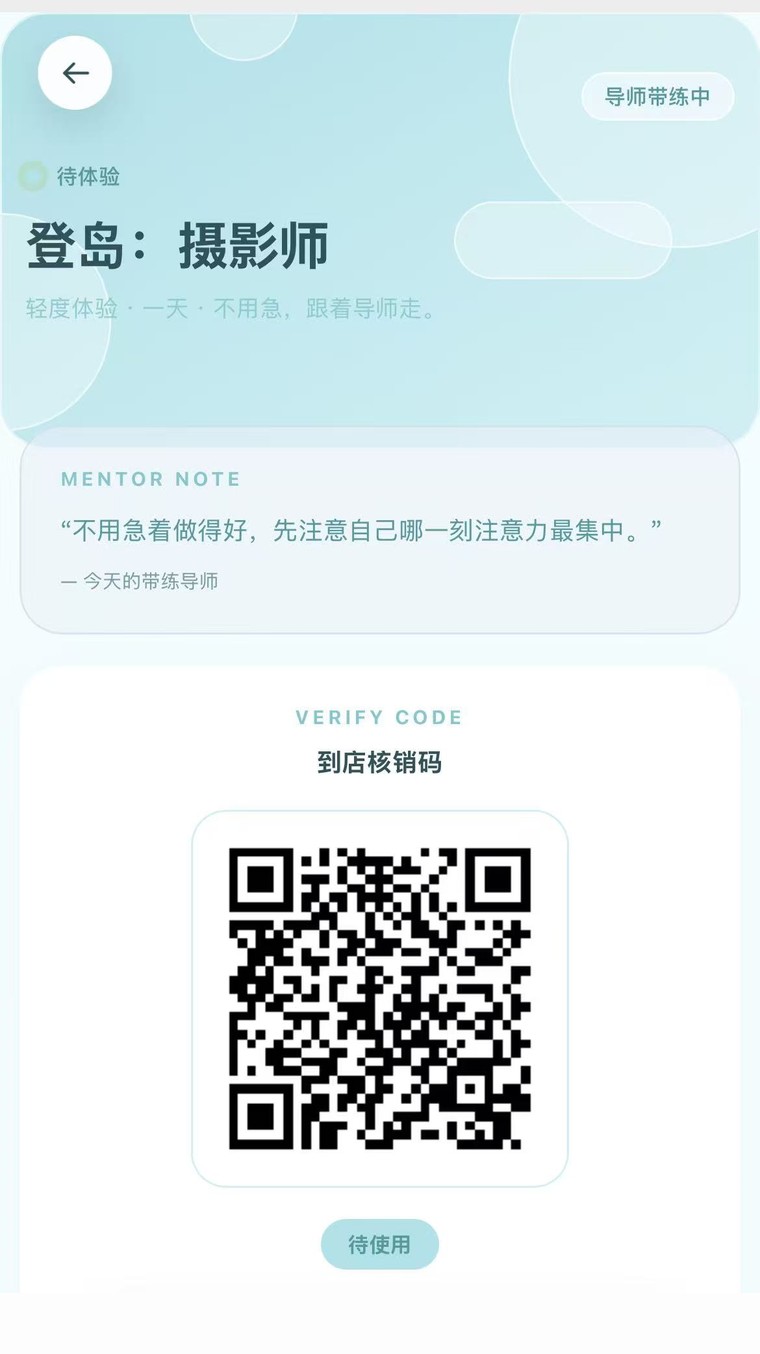 导师带练中
待体验
登岛：摄影师
轻度体验 · 一天 · 不用急，跟着导师走。
MENTOR NOTE
“不用急着做得好，先注意自己哪一刻注意力最集中。”
— 今天的带练导师
VERIFY CODE
到店核销码
待使用